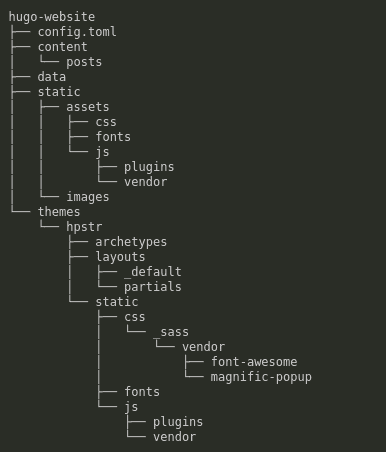 hugo-website
├── config.toml
├── content
│   └── posts
├── data
├── static
│   ├── assets
│   │   ├── css
│   │   ├── fonts
│   │   └── js
│   │       ├── plugins
│   │       └── vendor
│   └── images
└── themes
    └── hpstr
        ├── archetypes
        ├── layouts
        │   ├── _default
        │   └── partials
        └── static
            ├── css
            │   └── _sass
            │       └── vendor
            │           ├── font-awesome
            │           └── magnific-popup
            ├── fonts
            └── js
                ├── plugins
                └── vendor